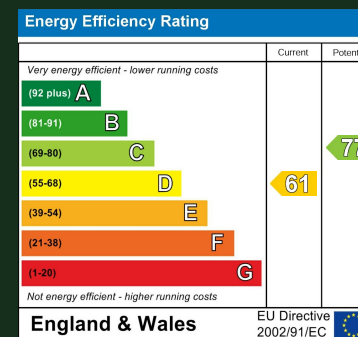 Energy Efficiency Rating
Current
Very energy efficient - lower running costs
(92 plus) A
(81-91) B
(69-80) C
77
(55-68) D
61
(39-54) E
(21-38) F
(1-20) G
Not energy efficient - higher running costs
England & Wales
EU Directive
2002/91/EC